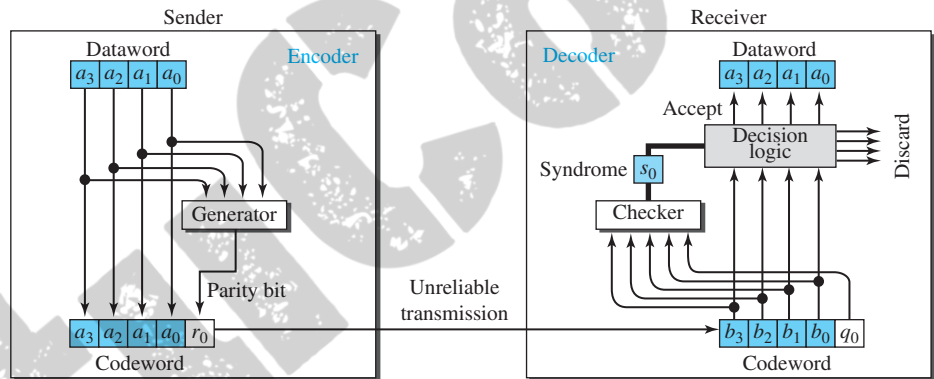 Sender
Receiver
Dataword
Encoder
a3 a2 a1 a0
Generator
Parity bit
a3 a2 a1 a0 r0
Codeword
Unreliable
transmission
Decoder
Dataword
a3 a2 a1 a0
Accept
Decision
logic
Discard
Syndrome
s0
Checker
b3 b2 b1 b0 q0
Codeword